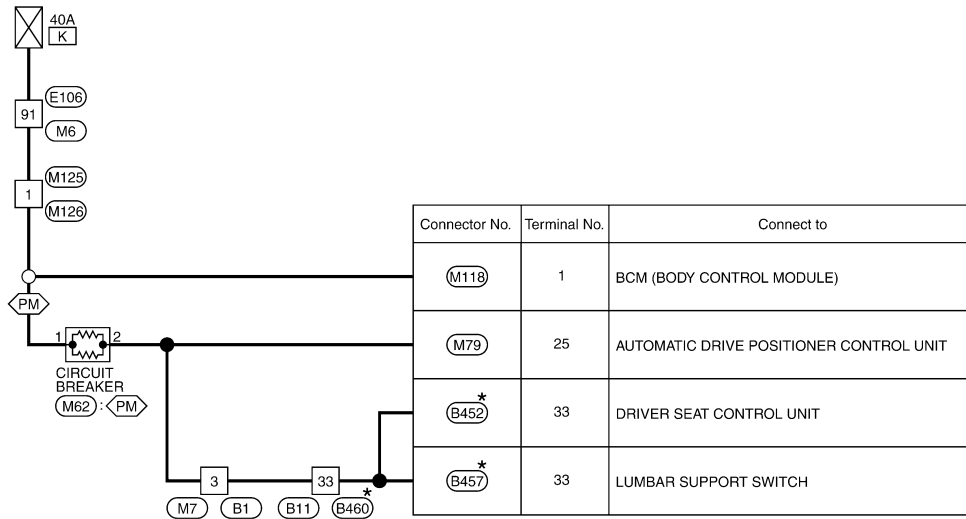 40A
K
91
E106
M6
1
M125
M126
PM
1
2
CIRCUIT
BREAKER
M62 : PM
3
M7
B1
33
B11
B460
*
Connector No. Terminal No. Connect to
M118 1 BCM (BODY CONTROL MODULE)
M79 25 AUTOMATIC DRIVE POSITIONER CONTROL UNIT
*
B452 33 DRIVER SEAT CONTROL UNIT
*
B457 33 LUMBAR SUPPORT SWITCH